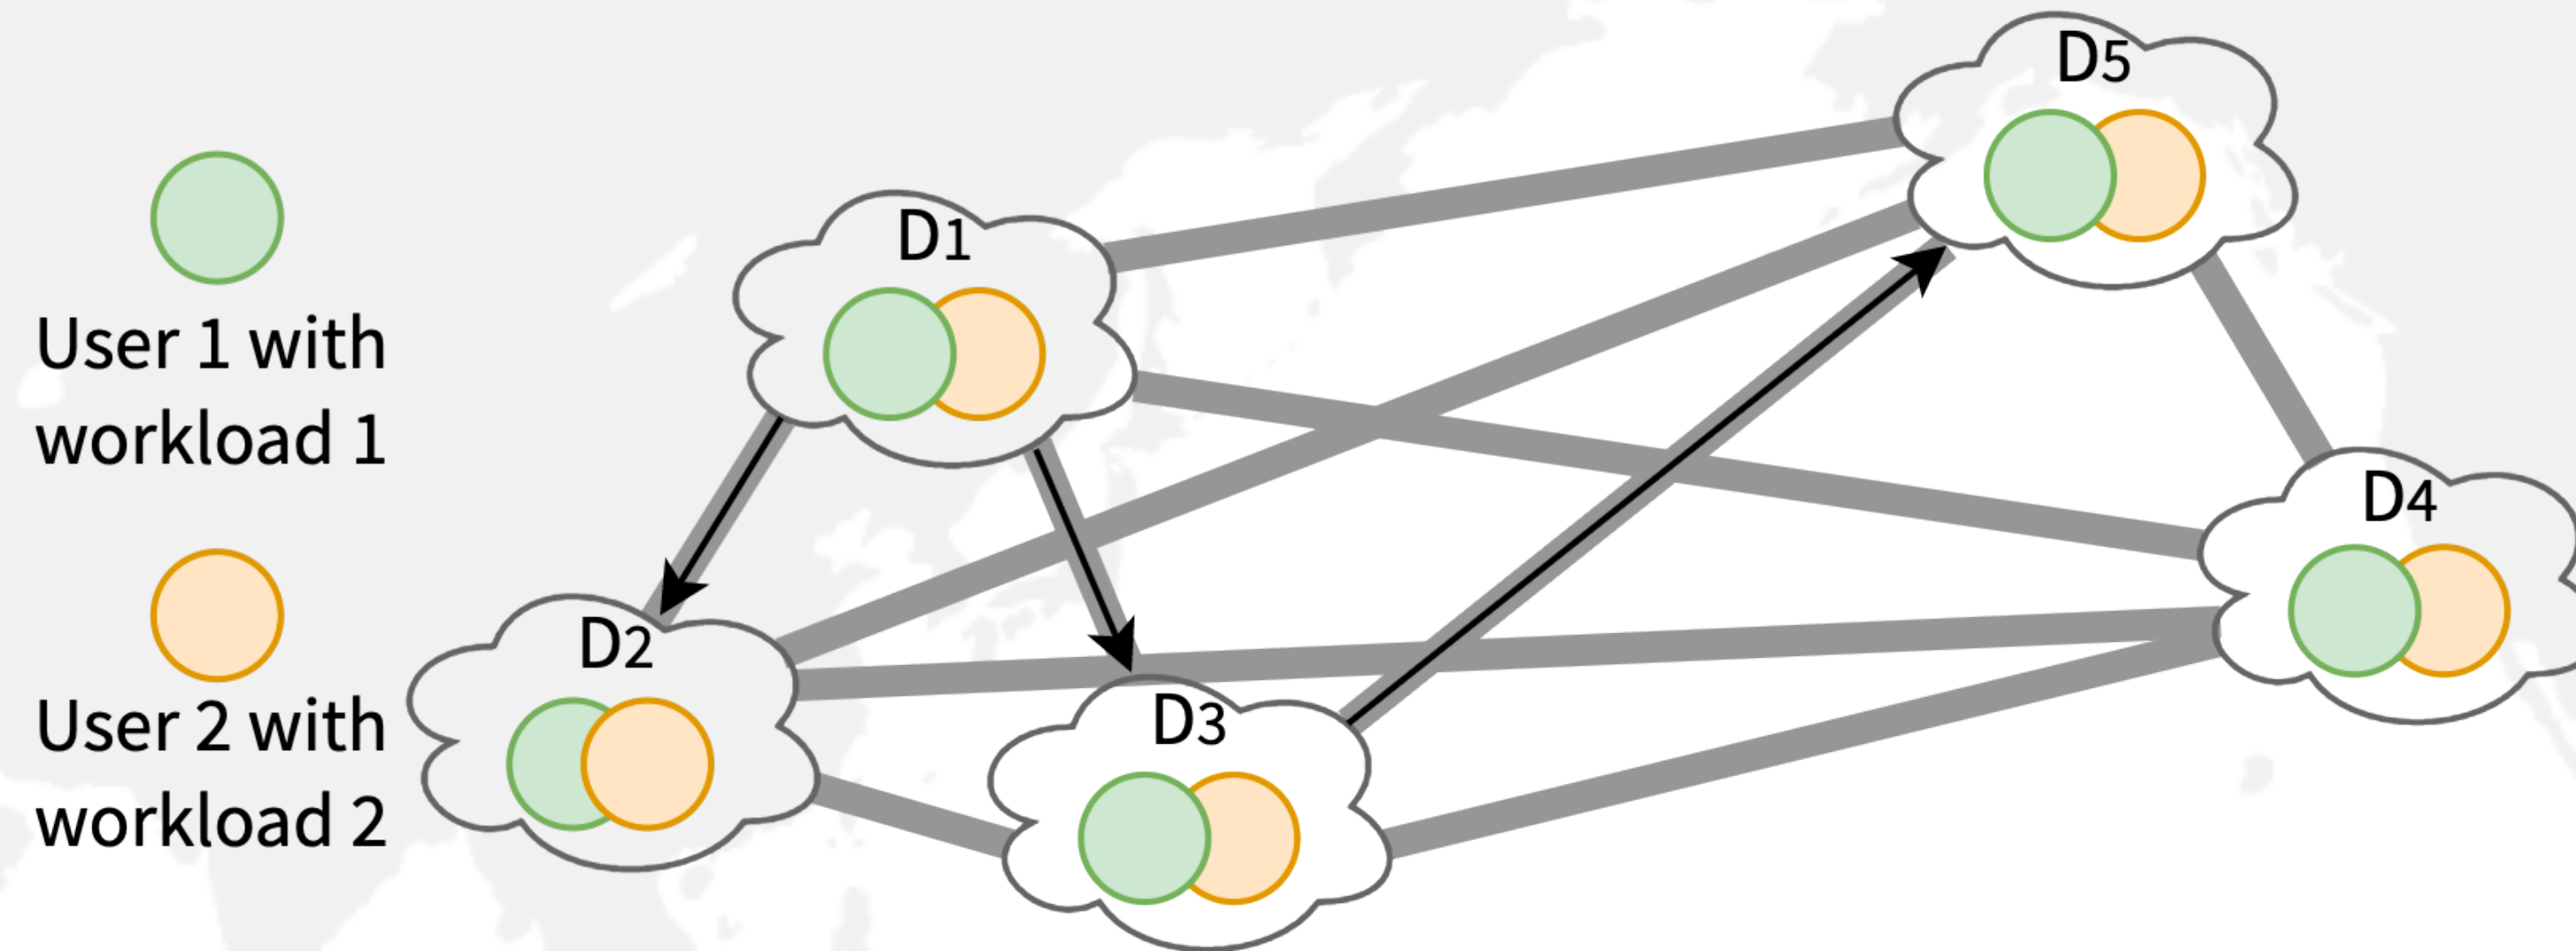 D5
D1
User 1 with
workload 1
D4
D2
D3
User 2 with
workload 2